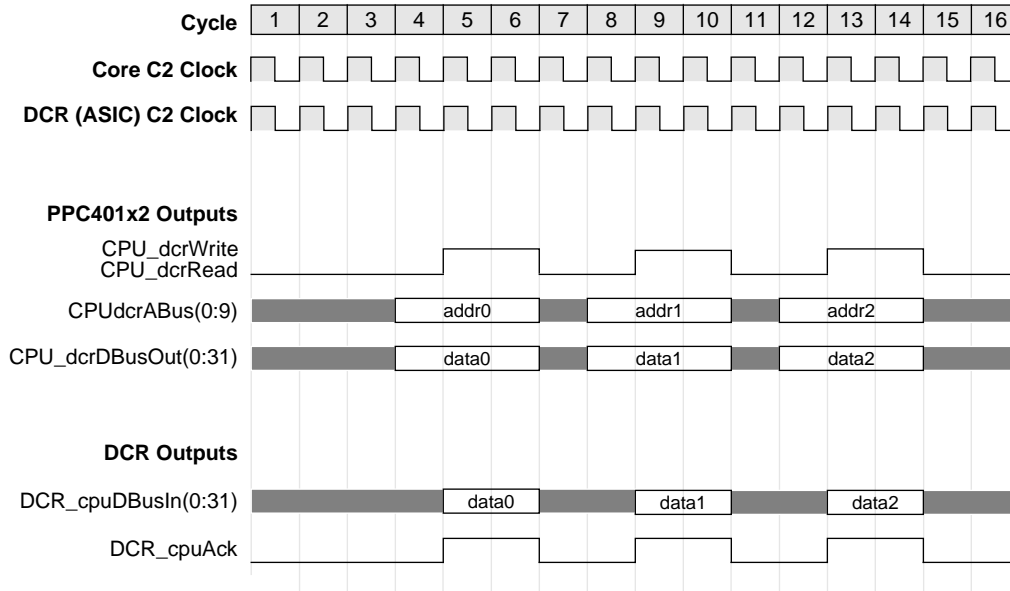 Cycle 1 2 3 4 5 6 7 8 9 10 11 12 13 14 15 16
Core C2 Clock
DCR (ASIC) C2 Clock
PPC401x2 Outputs
CPU_dcrWrite
CPU_dcrRead
CPUdcrABus(0:9) addr0 addr1 addr2
CPU_dcrDBusOut(0:31) data0 data1 data2
DCR Outputs
DCR_cpuDBusIn(0:31) data0 data1 data2
DCR_cpuAck